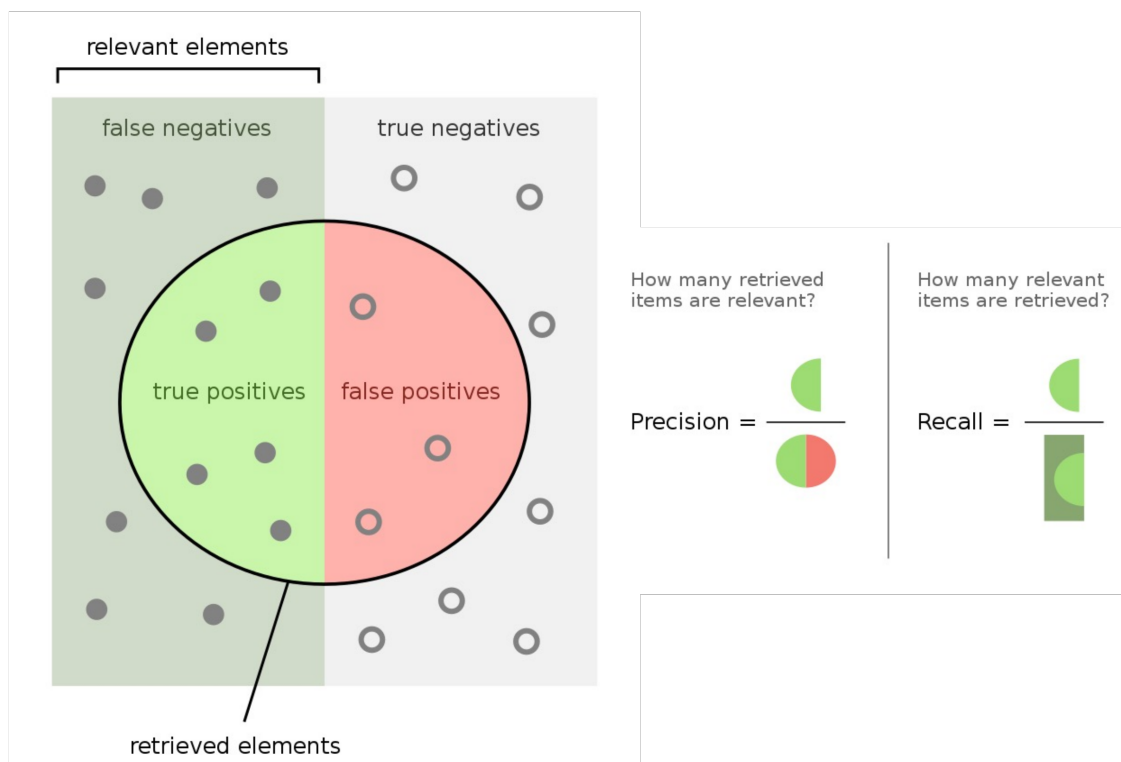 relevant elements
false negatives
true negatives
true positives
false positives
retrieved elements
How many retrieved
items are relevant?
Precision =
How many relevant
items are retrieved?
Recall =